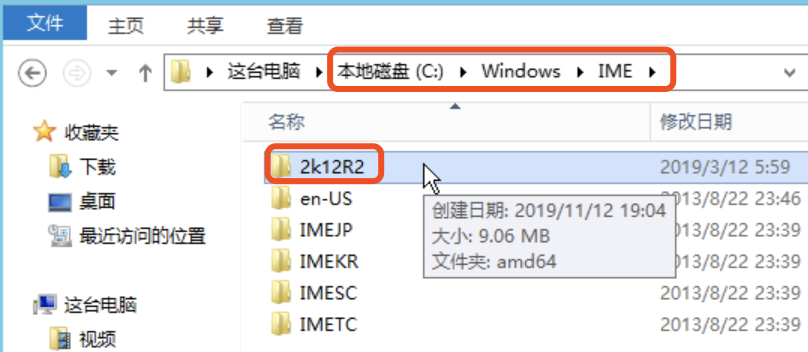 文件 主页 共享 查看
这台电脑 本地磁盘 (C:) Windows IME
名称 修改日期
收藏夹
下载
桌面
最近访问的位置
这台电脑
视频
2k12R2 2019/3/12 5:59
en-US 2013/8/22 23:46
IMEJP 013/8/22 23:39
IMEKR 013/8/22 23:39
IMESC 2013/8/22 23:39
IMETC 2013/8/22 23:39
创建日期: 2019/11/12 19:04
大小: 9.06 MB
文件夹: amd64